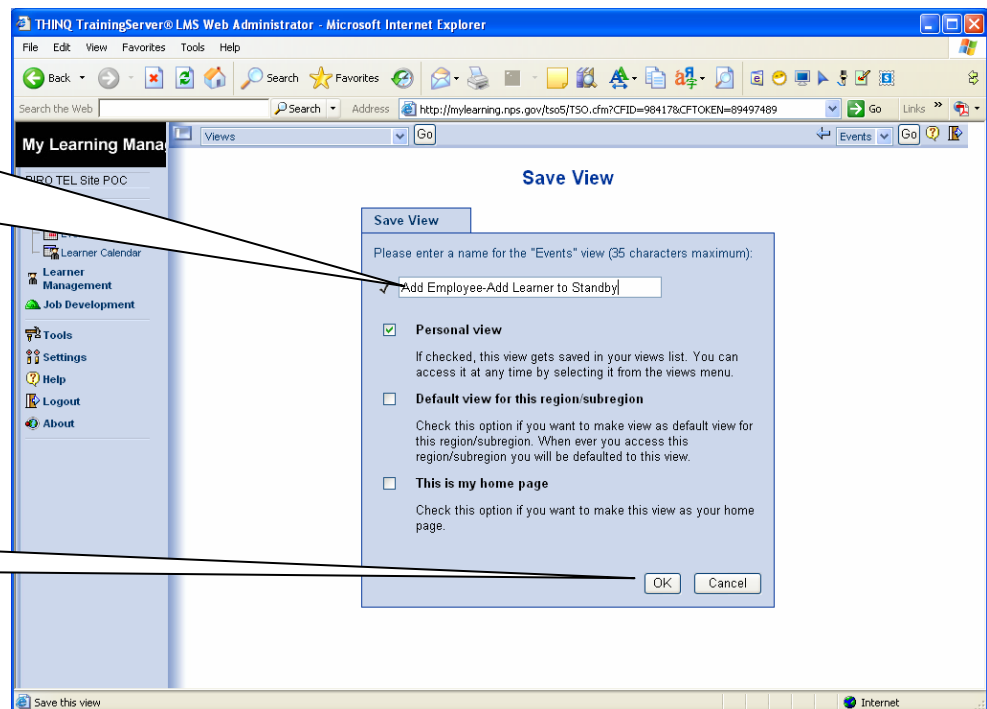 THINQ TrainingServer® LMS Web Administrator - Microsoft Internet Explorer
File Edit View Favorites Tools Help
Back Search Favorites
Search the Web Search Address http://mylearning.nps.gov/tso5/TSO.cfm?CFID=98417&CFTOKEN=89497489 Go Links »
My Learning Mana
Views Go Events Go
TEL Site POC
Learner Calendar
Learner
Management
Job Development
Tools
Settings
Help
Logout
About
Save View
Save View
Please enter a name for the "Events" view (35 characters maximum):
Add Employee-Add Learner to Standby
Personal view
If checked, this view gets saved in your views list. You can
access it at any time by selecting it from the views menu.
Default view for this region/subregion
Check this option if you want to make view as default view for
this region/subregion. When ever you access this
region/subregion you will be defaulted to this view.
This is my home page
Check this option if you want to make this view as your home
page.
OK Cancel
Save this view Internet